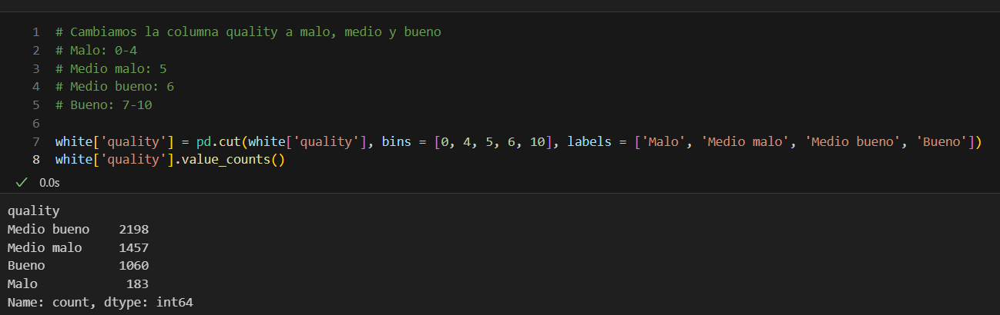 1 # Cambiamos la columna quality a malo, medio y bueno
2 # Malo: 0-4
3 # Medio malo: 5
4 # Medio bueno: 6
5 # Bueno: 7-10
6
7 white['quality'] = pd.cut(white['quality'], bins = [0, 4, 5, 6, 10], labels = ['Malo', 'Medio malo', 'Medio bueno', 'Bueno'])
8 white['quality'].value_counts()
✓ 0.0s
quality
Medio bueno    2198
Medio malo     1457
Bueno          1060
Malo            183
Name: count, dtype: int64